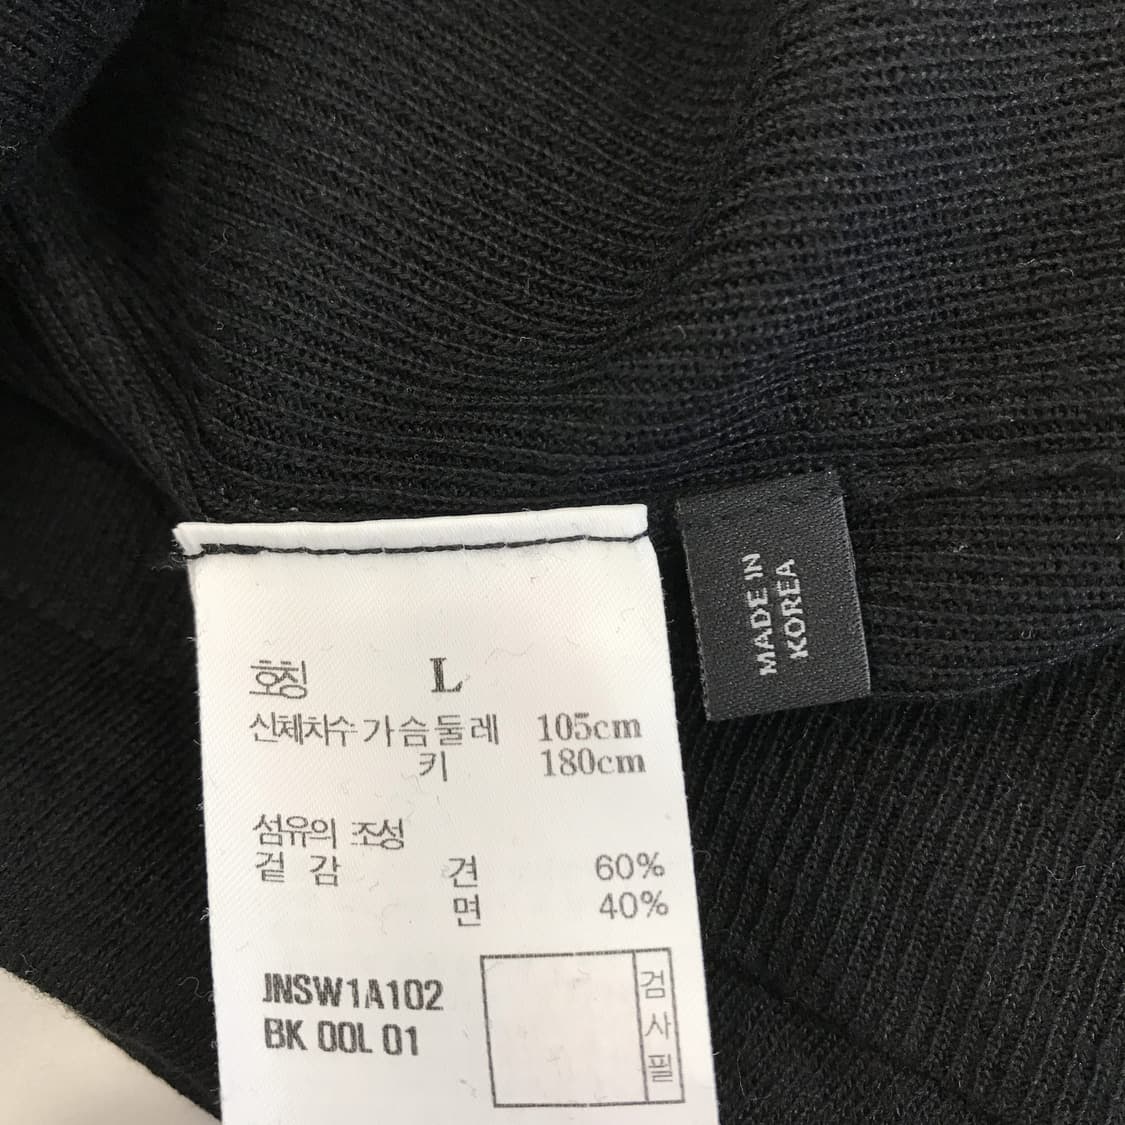 호칭 L
신체치수 가슴둘레 105cm
키 180cm
섬유의 조성
겉 감 견 60%
면 40%
JNSW1A102
BK 00L 01
검
사
필
MADE IN
KOREA